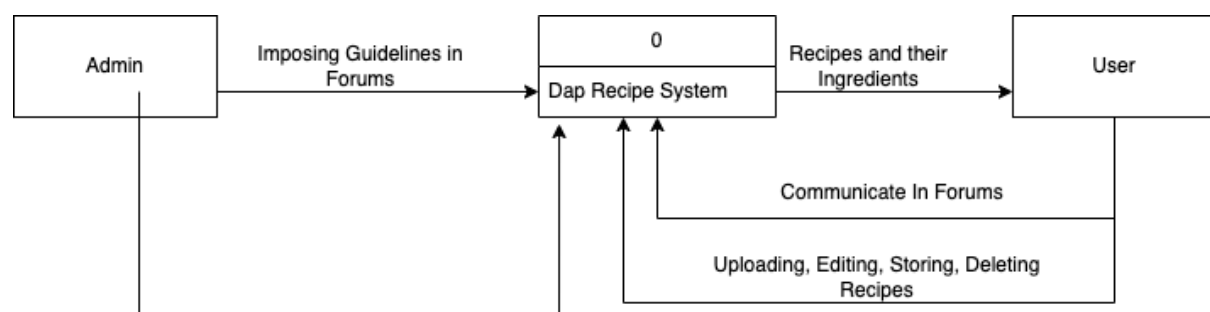 Admin
Imposing Guidelines in
Forums
0
Dap Recipe System
Recipes and their
Ingredients
User
Communicate In Forums
Uploading, Editing, Storing, Deleting
Recipes